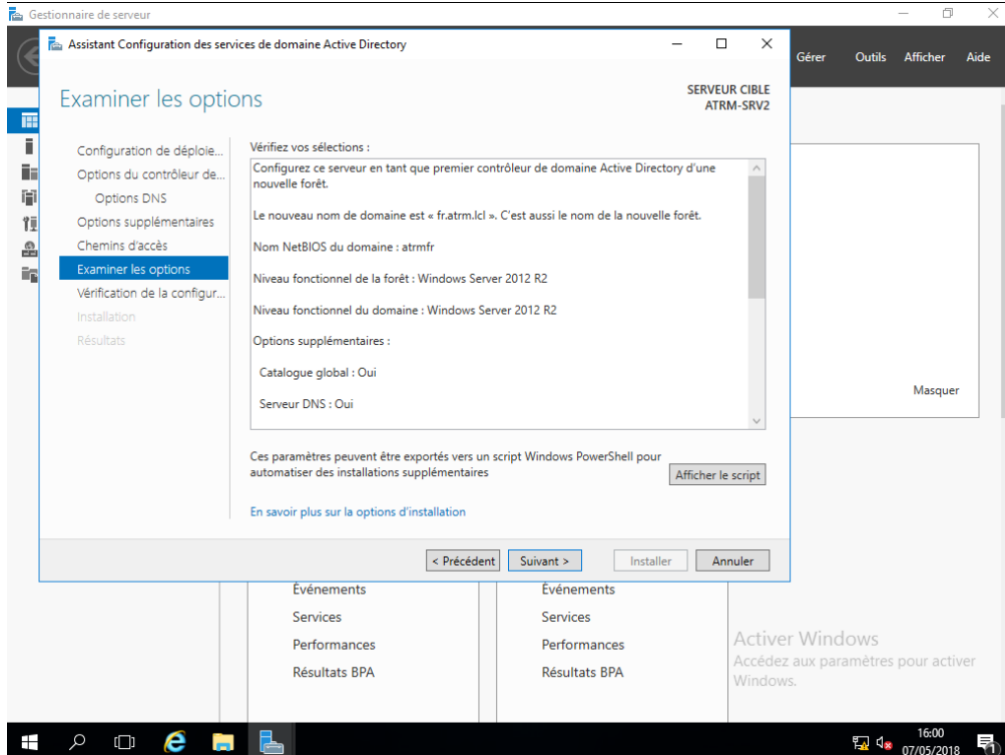 Gestionnaire de serveur
Assistant Configuration des services de domaine Active Directory
Gérer Outils Afficher Aide
Examiner les options
SERVEUR CIBLE
ATRM-SRV2
Configuration de déploie...
Options du contrôleur de...
Options DNS
Options supplémentaires
Chemins d'accès
Examiner les options
Vérification de la configur...
Installation
Résultats
Vérifiez vos sélections :
Configurez ce serveur en tant que premier contrôleur de domaine Active Directory d'une
nouvelle forêt.
Le nouveau nom de domaine est « fr.atrm.lcl ». C'est aussi le nom de la nouvelle forêt.
Nom NetBIOS du domaine : atrmfr
Niveau fonctionnel de la forêt : Windows Server 2012 R2
Niveau fonctionnel du domaine : Windows Server 2012 R2
Options supplémentaires :
Catalogue global : Oui
Serveur DNS : Oui
Masquer
Ces paramètres peuvent être exportés vers un script Windows PowerShell pour
automatiser des installations supplémentaires
Afficher le script
En savoir plus sur la options d'installation
< Précédent Suivant > Installer Annuler
Événements Événements
Services Services
Performances Performances
Résultats BPA Résultats BPA
Activer Windows
Accédez aux paramètres pour activer
Windows.
16:00
07/05/2018
1